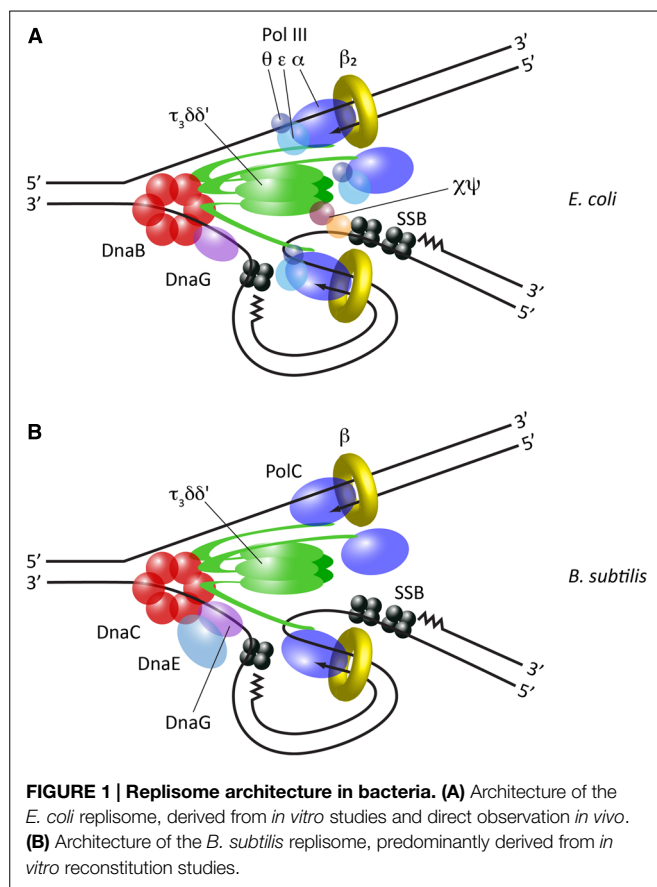 A
Pol III
θ ε α
β₂
3’
5’
τ₃δδ'
5’
3’
χψ
E. coli
SSB
DnaB
DnaG
3’
5’
B
β
3’
5’
PolC
τ₃δδ'
5’
3’
B. subtilis
SSB
DnaC
DnaE
DnaG
3’
5’
FIGURE 1 | Replisome architecture in bacteria. (A) Architecture of the
E. coli replisome, derived from in vitro studies and direct observation in vivo.
(B) Architecture of the B. subtilis replisome, predominantly derived from in
vitro reconstitution studies.